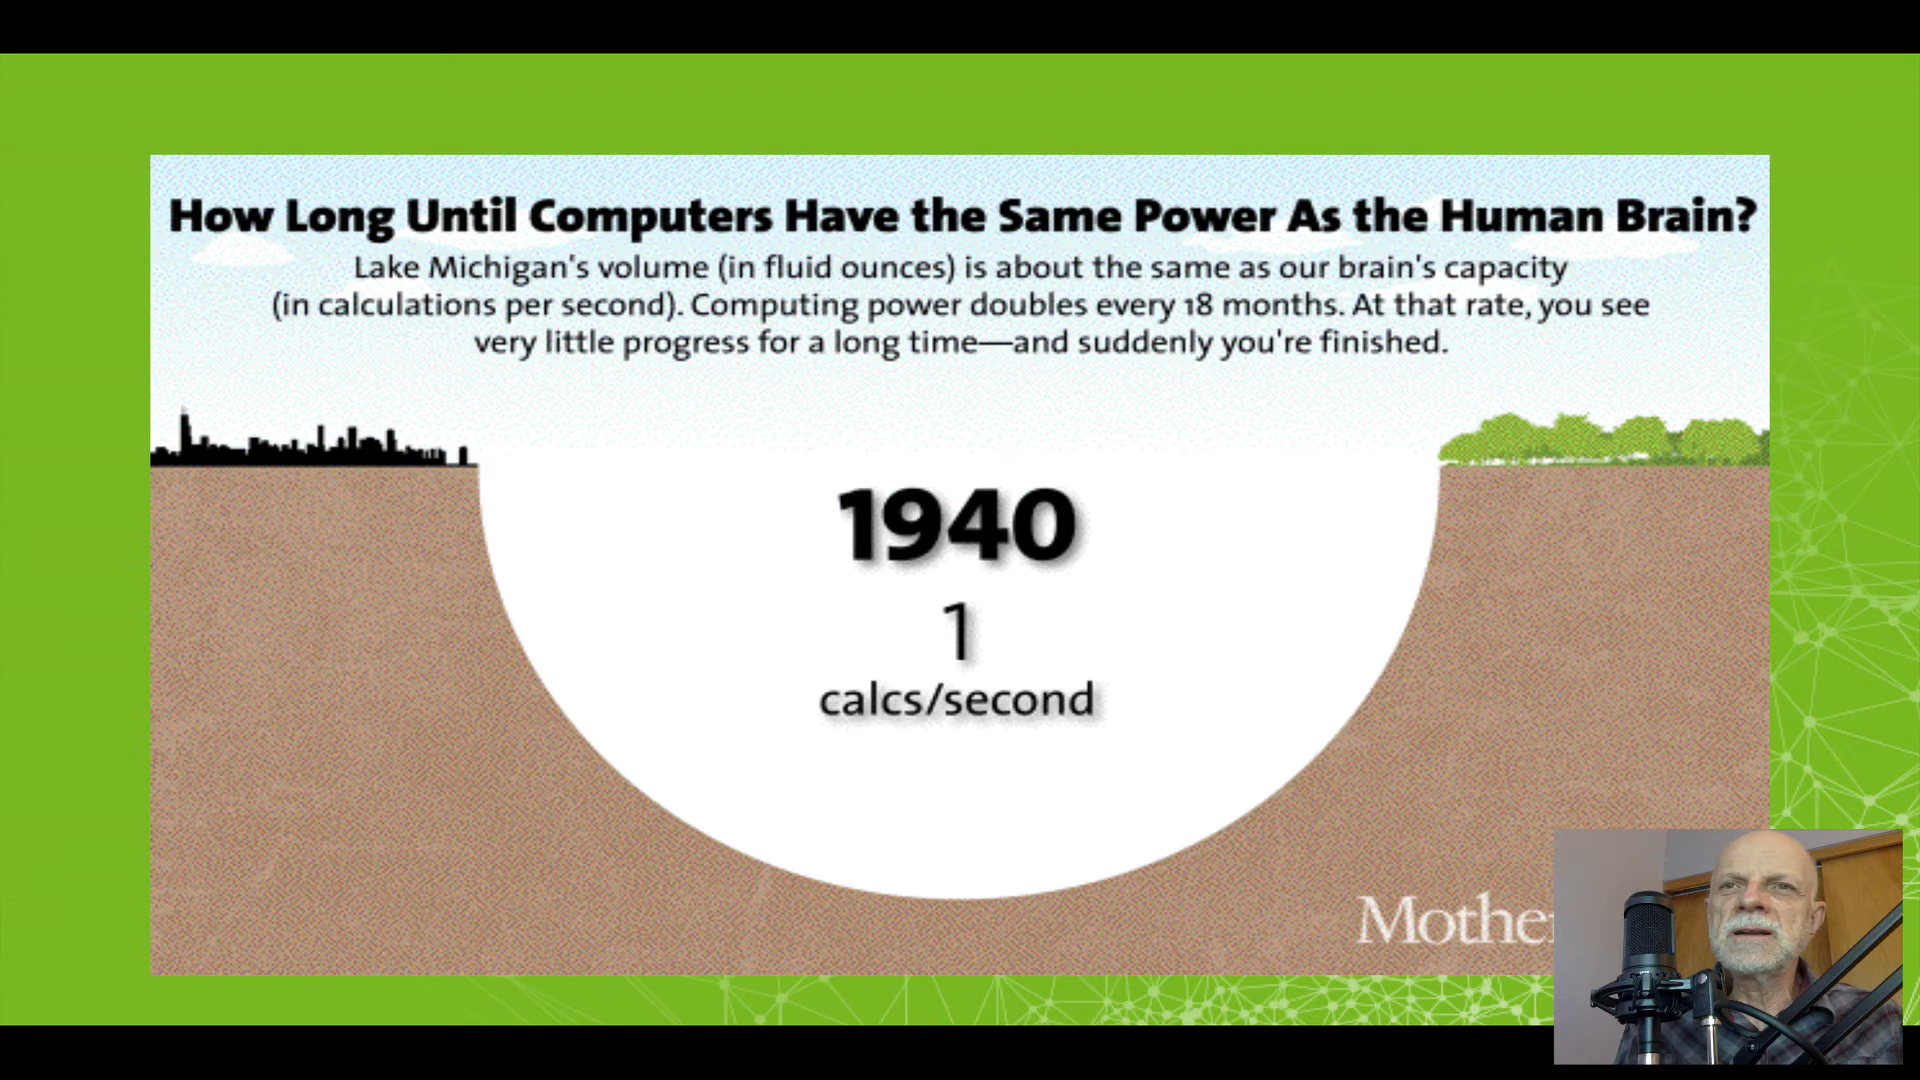 How Long Until Computers Have the Same Power As the Human Brain?
Lake Michigan's volume (in fluid ounces) is about the same as our brain's capacity
(in calculations per second). Computing power doubles every 18 months. At that rate, you see
very little progress for a long time—and suddenly you're finished.
1940
1
calcs/second
Mother